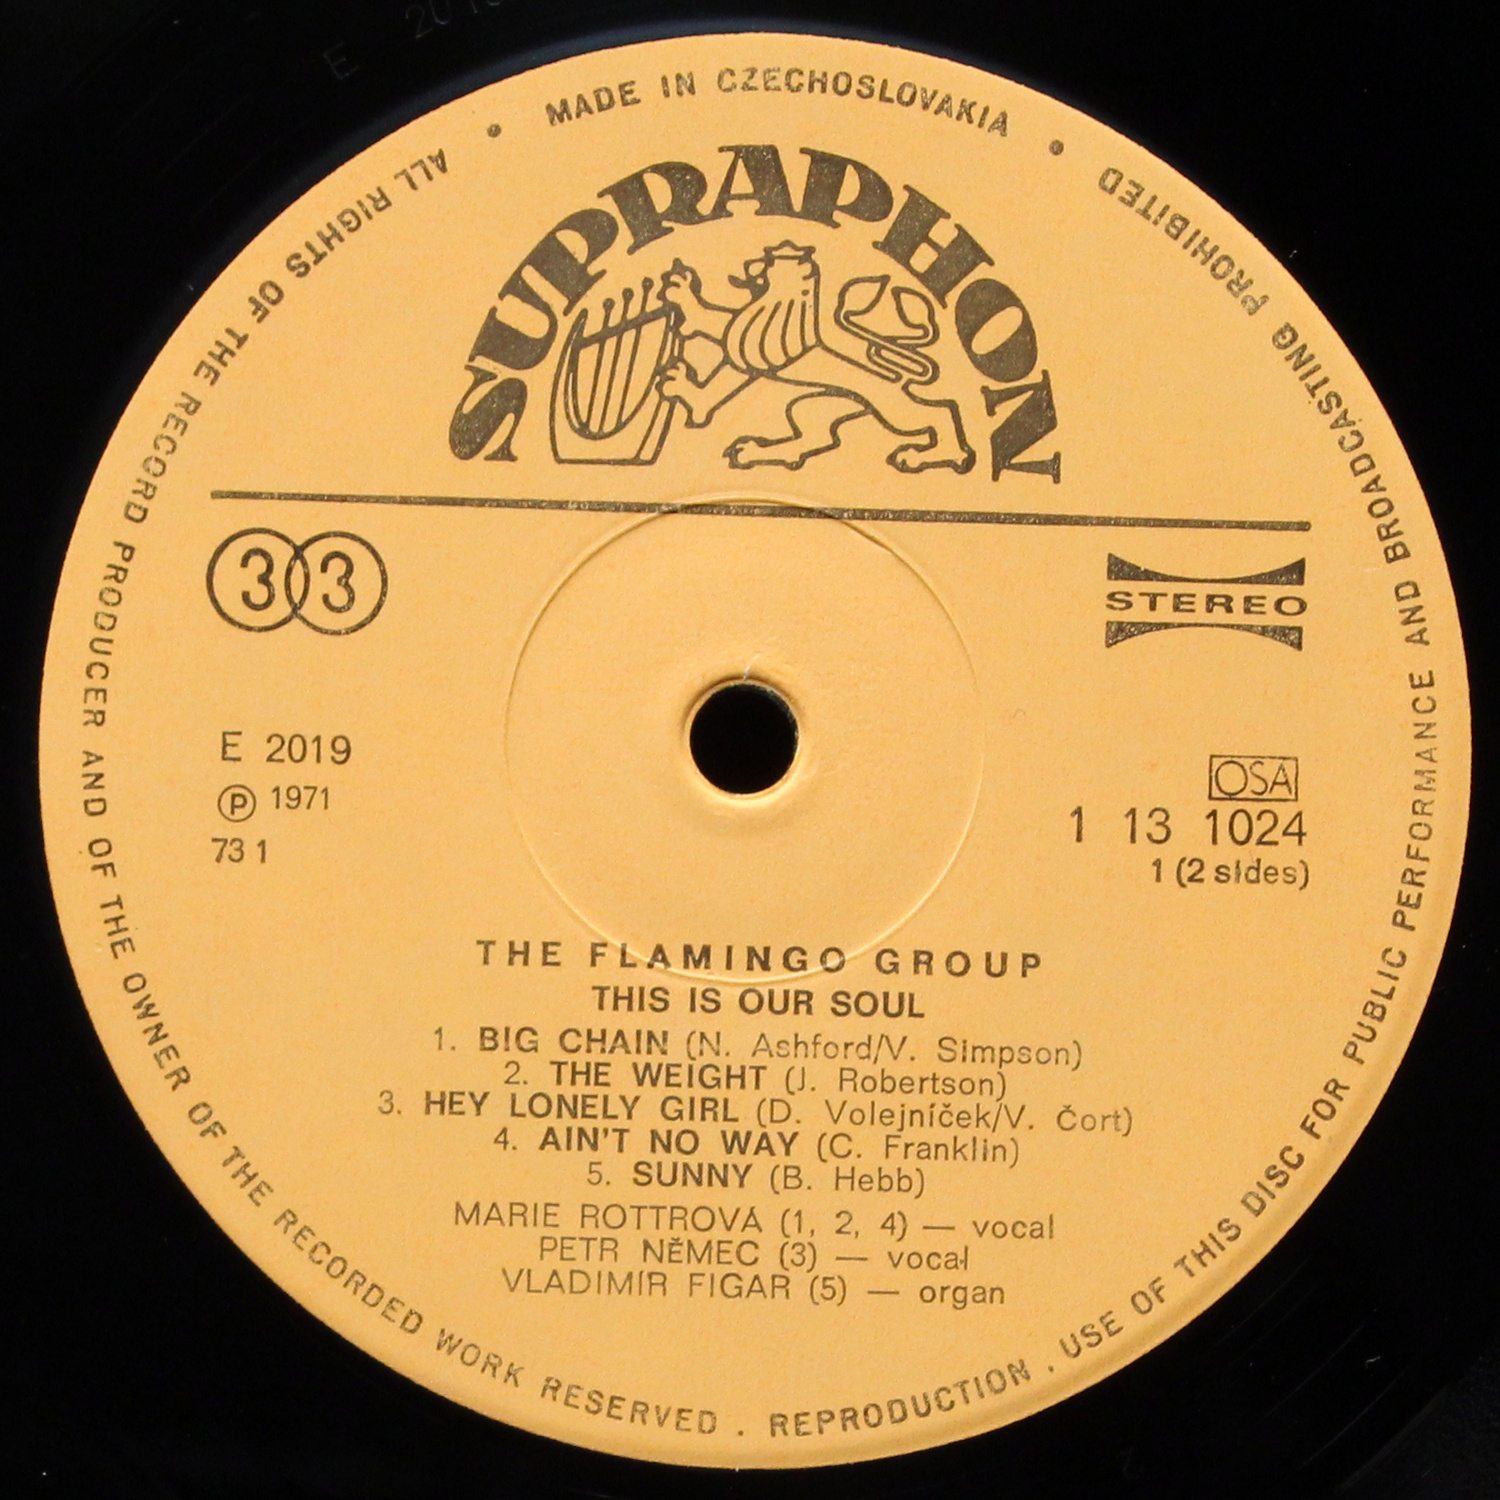 MADE IN CZECHOSLOVAKIA
ALL RIGHTS OF THE RECORD PRODUCER AND OF THE OWNER OF THE RECORDED WORK RESERVED . REPRODUCTION . USE OF THIS DISC FOR PUBLIC PERFORMANCE AND BROADCASTING PROHIBITED
SUPRAPHON
33
STEREO
E 2019
Ⓟ 1971
73 1
OSA
1 13 1024
1 (2 sides)
THE FLAMINGO GROUP
THIS IS OUR SOUL
1. BIG CHAIN (N. Ashford/V. Simpson)
2. THE WEIGHT (J. Robertson)
3. HEY LONELY GIRL (D. Volejníček/V. Čort)
4. AIN'T NO WAY (C. Franklin)
5. SUNNY (B. Hebb)
MARIE ROTTROVÁ (1, 2, 4) — vocal
PETR NĚMEC (3) — vocal
VLADIMÍR FIGAR (5) — organ